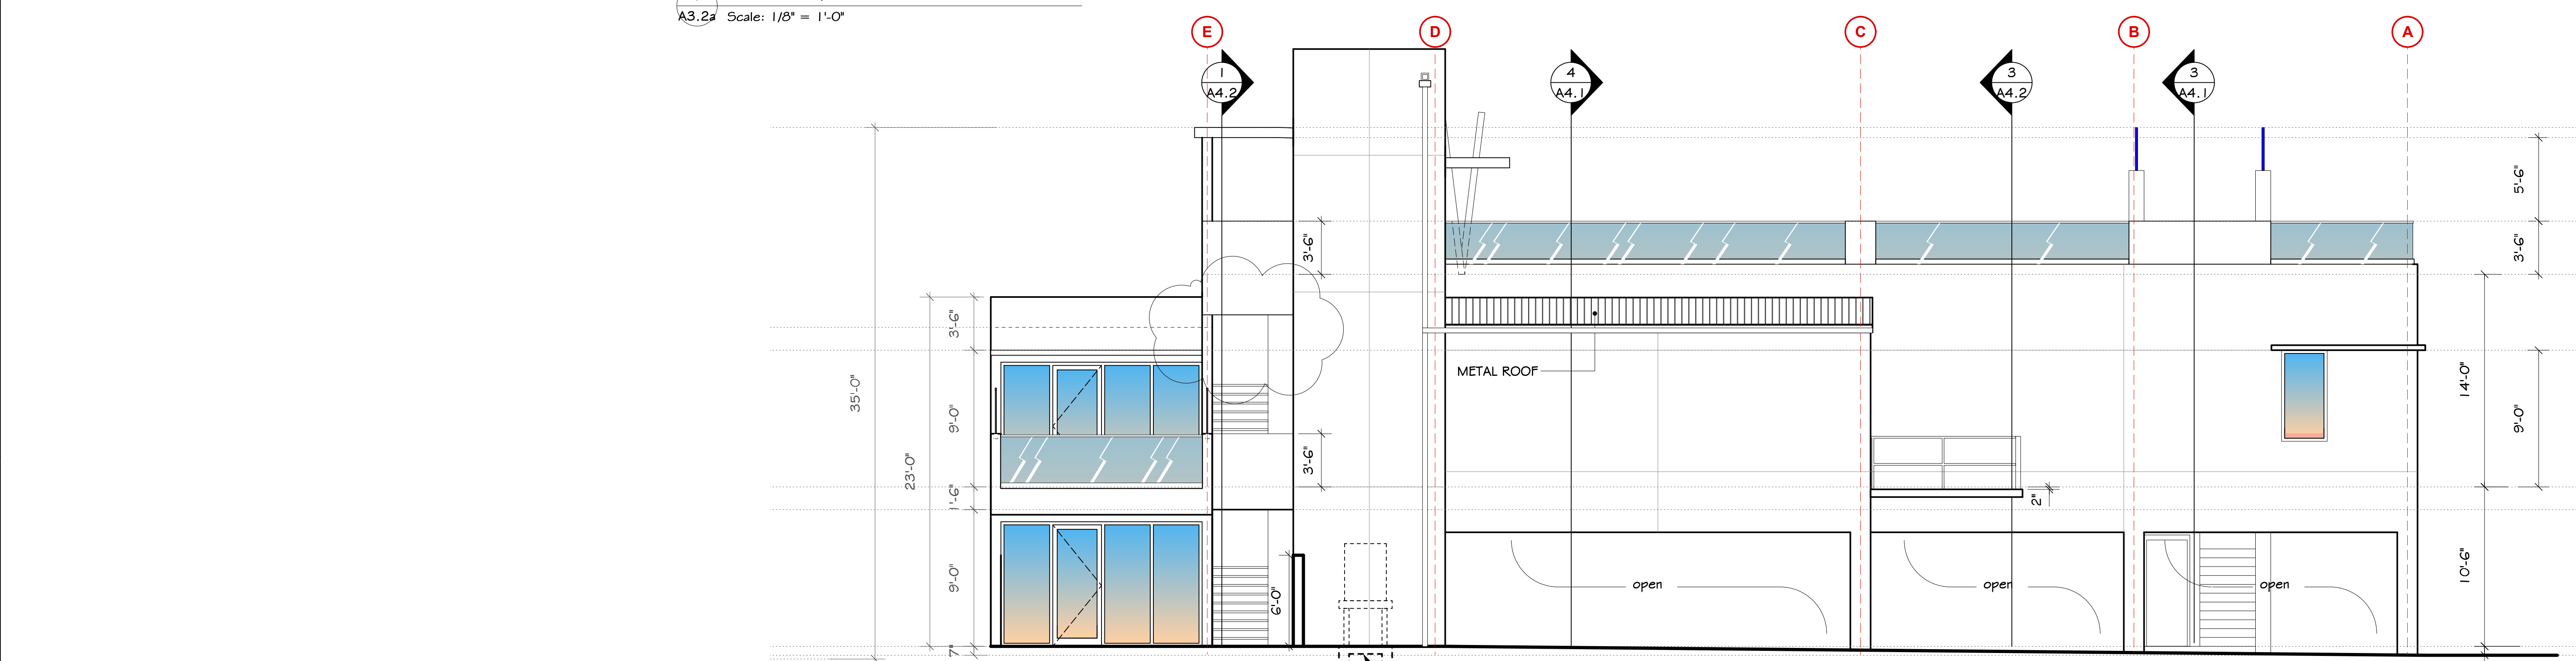 A3.2a Scale: 1/8" = 1'-0"
E
D
C
B
A
1
A4.2
4
A4.1
3
A4.2
3
A4.1
35'-0"
23'-0"
3'-6"
9'-0"
1'-6"
9'-0"
7"
3'-6"
3'-6"
6'-0"
METAL ROOF
2"
open
open
open
5'-6"
3'-6"
14'-0"
9'-0"
10'-6"